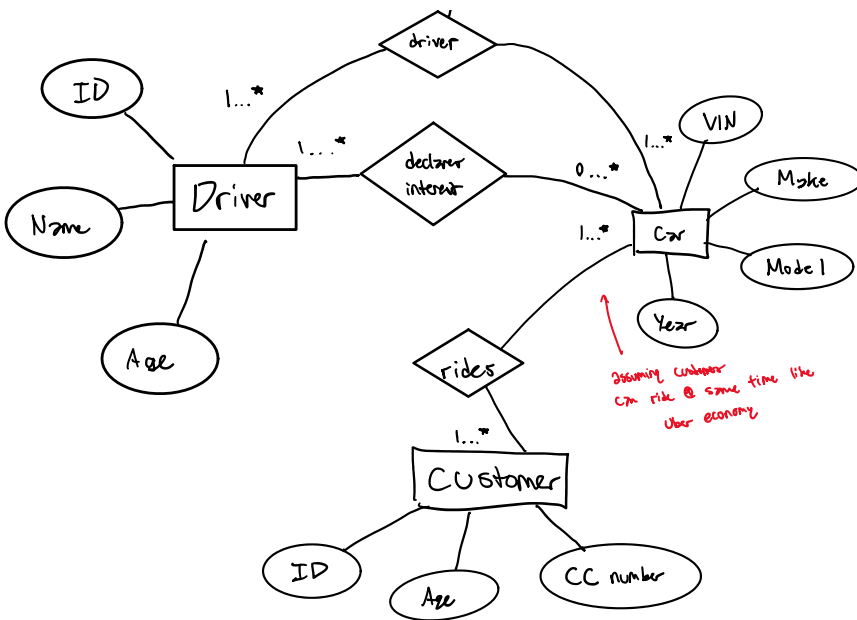 driver
ID
1...*
VIN
1...*
1...*
declares
interest
0...*
Make
Driver
Name
1...*
Car
Model
Year
Age
rides
assuming customer
can ride @ same time like
Uber economy
1...*
Customer
ID
Age
CC number